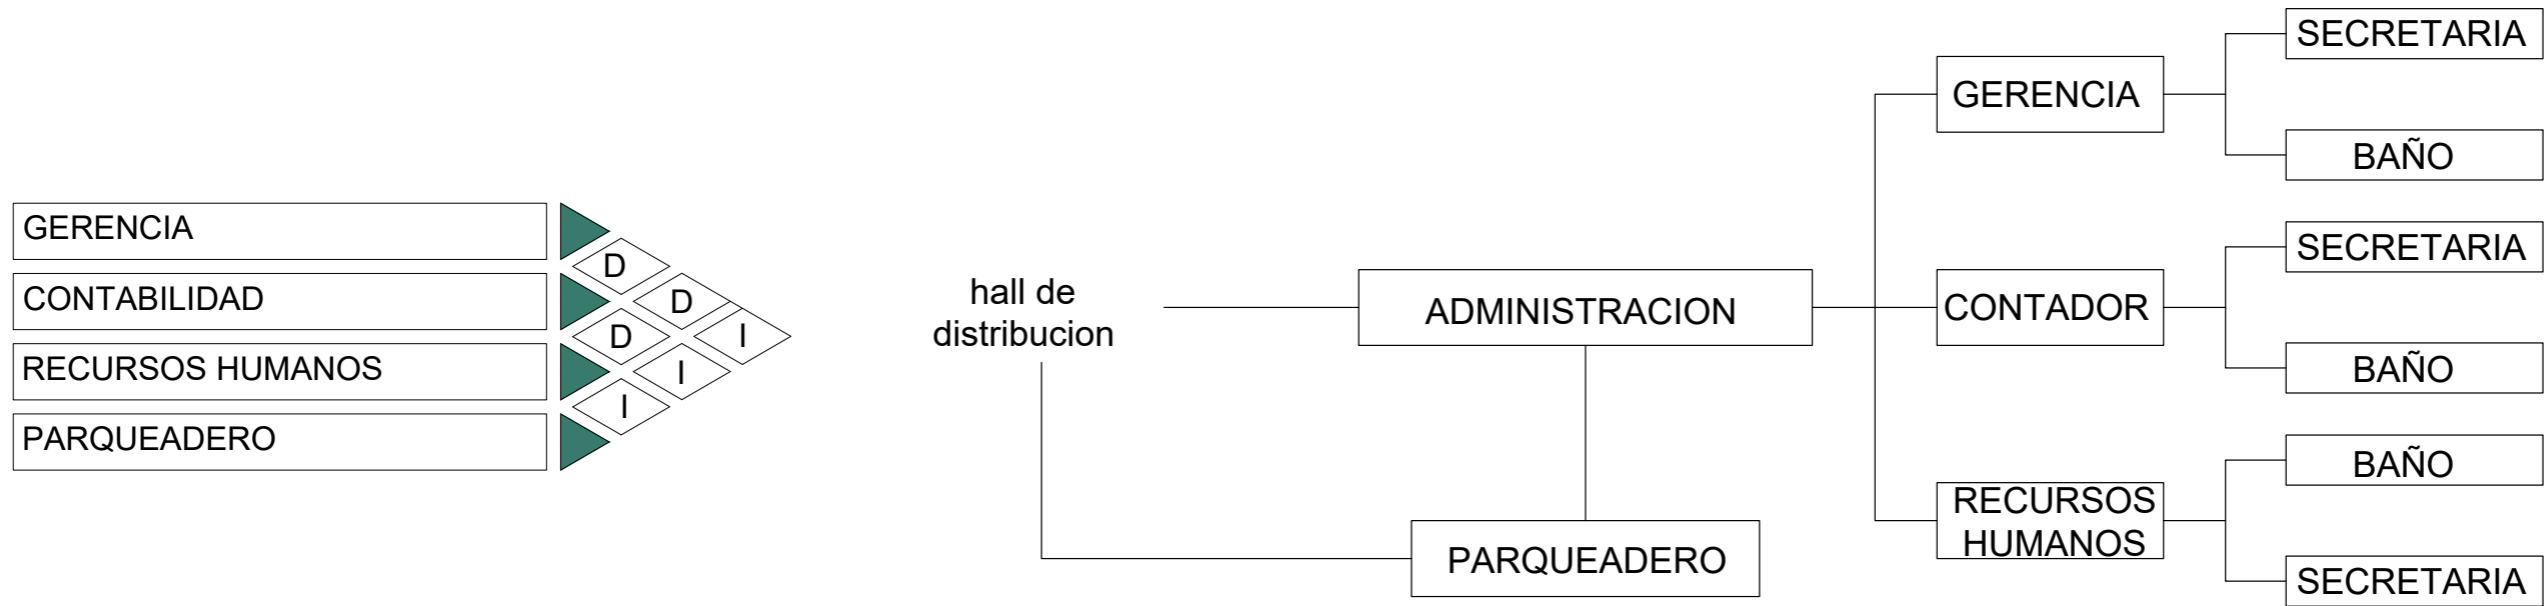 GERENCIA
CONTABILIDAD
RECURSOS HUMANOS
PARQUEADERO
D
D
D
I
I
I
hall de
distribucion
ADMINISTRACION
PARQUEADERO
GERENCIA
SECRETARIA
BAÑO
CONTADOR
SECRETARIA
BAÑO
RECURSOS
HUMANOS
BAÑO
SECRETARIA